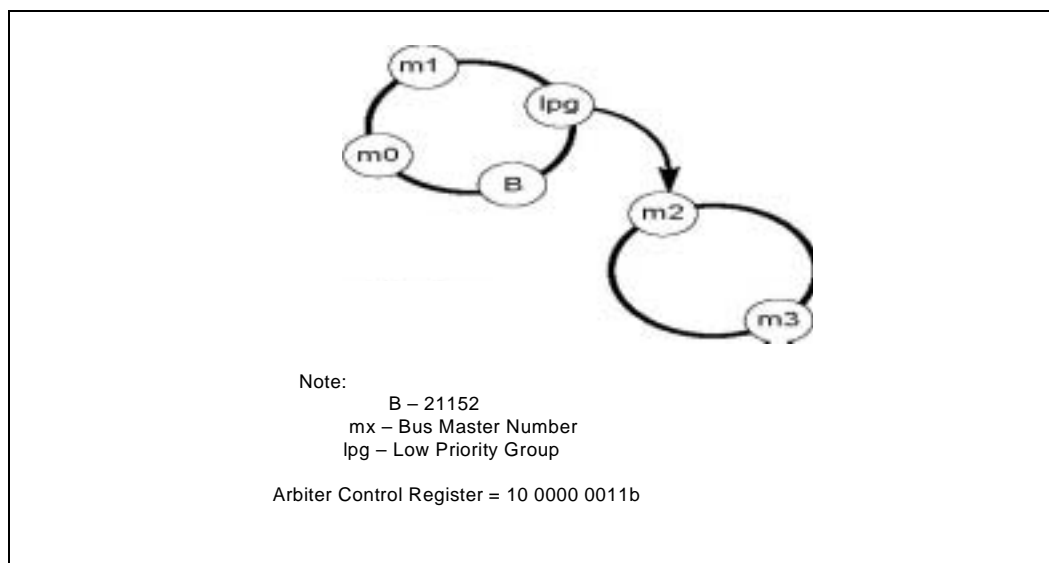 m1
lpg
m0
B
m2
m3
Note:
B – 21152
mx – Bus Master Number
lpg – Low Priority Group
Arbiter Control Register = 10 0000 0011b